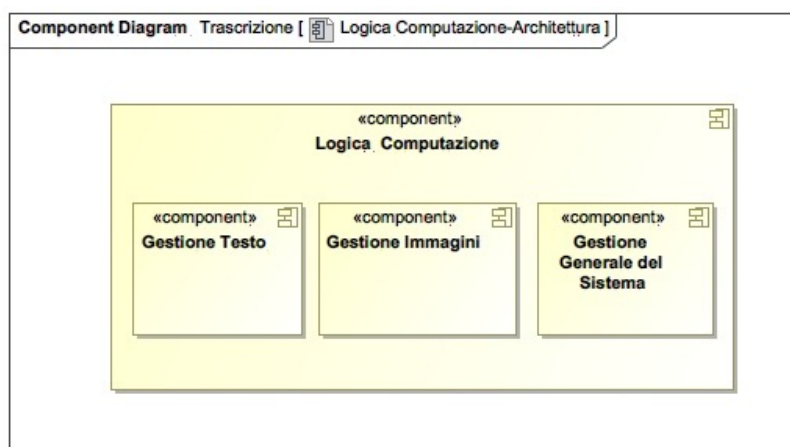 Component Diagram Trascrizione [ Logica Computazione-Architettura ]
«component»
Logica Computazione
«component»
Gestione Testo
«component»
Gestione Immagini
«component»
Gestione
Generale del
Sistema